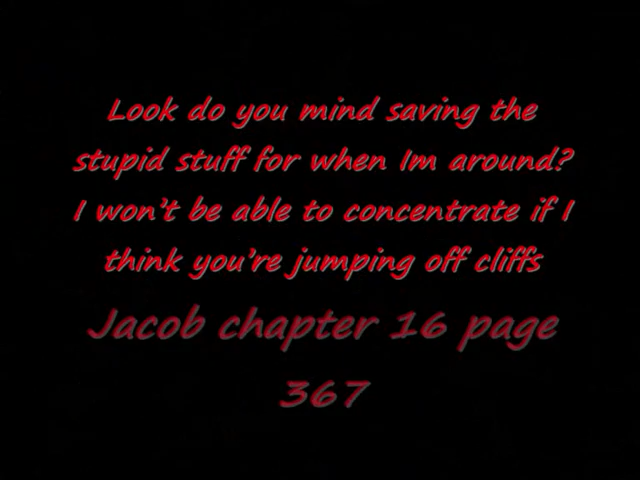 Look do you mind saving the
stupid stuff for when Im around?
I won't be able to concentrate if I
think you're jumping off cliffs
Jacob chapter 16 page
367